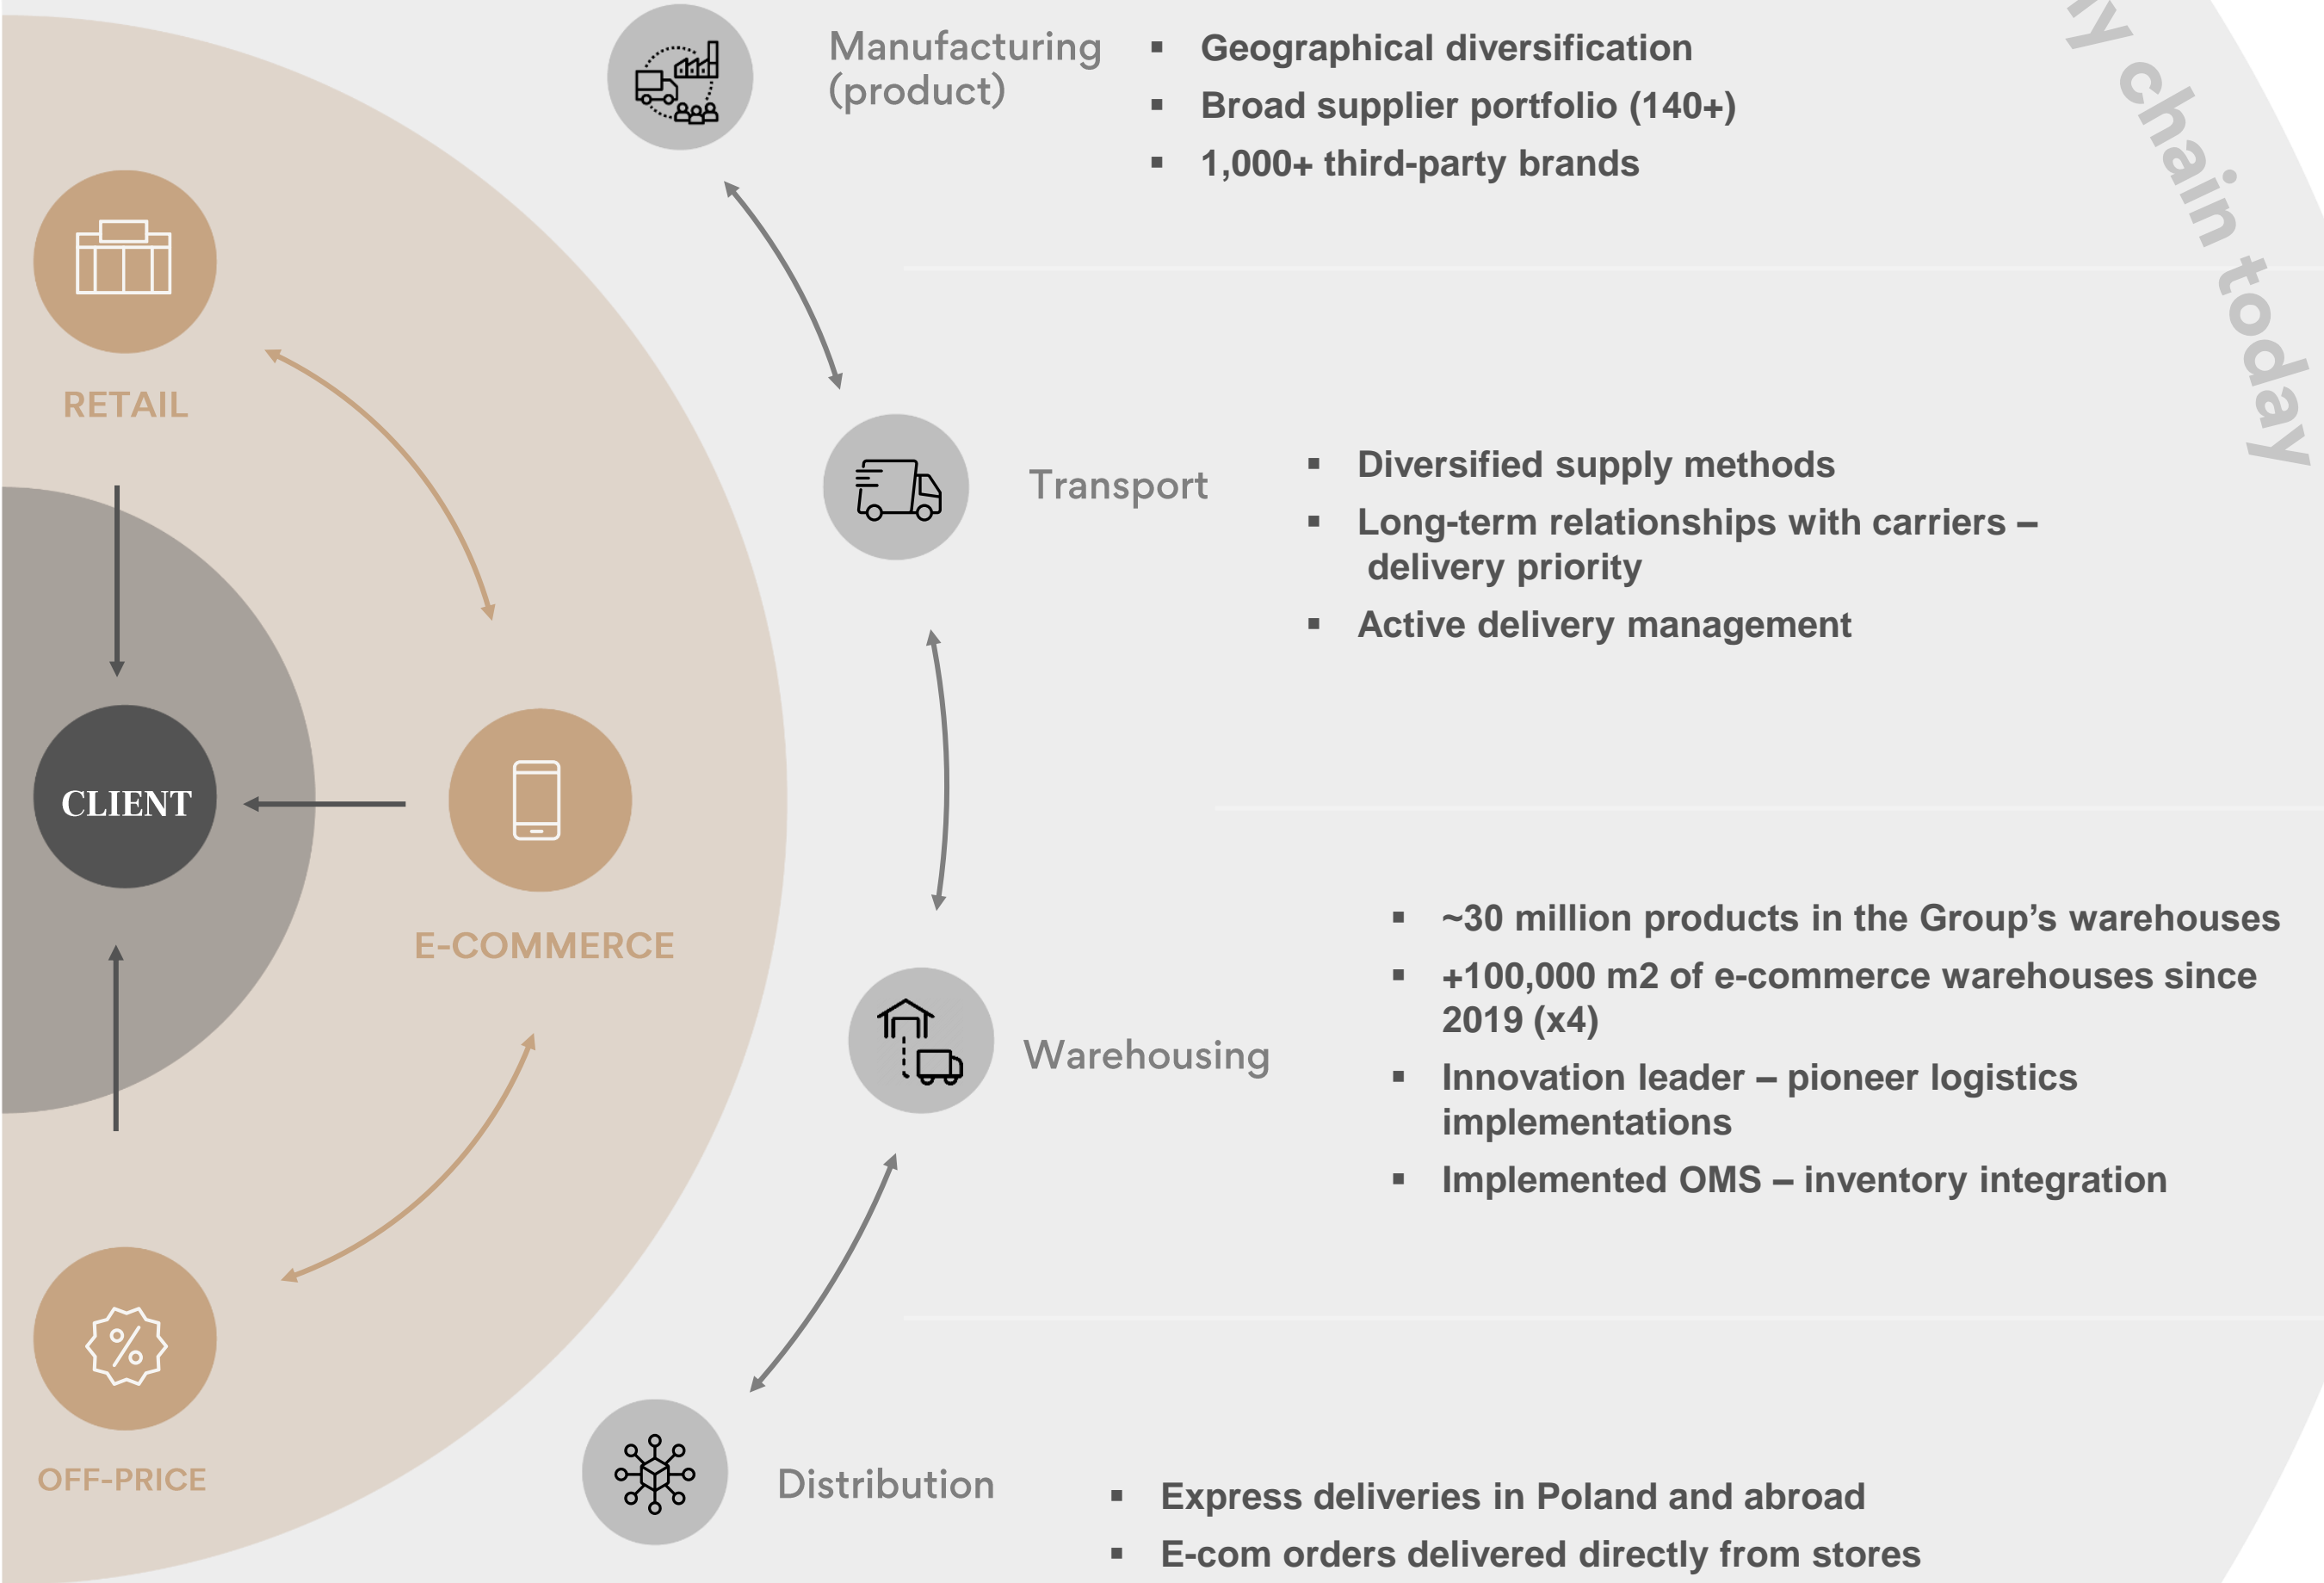 Manufacturing
(product)
▪ Geographical diversification
▪ Broad supplier portfolio (140+)
▪ 1,000+ third-party brands
chain today
RETAIL
Transport
▪ Diversified supply methods
▪ Long-term relationships with carriers –
delivery priority
▪ Active delivery management
CLIENT
E-COMMERCE
Warehousing
▪ ~30 million products in the Group’s warehouses
▪ +100,000 m2 of e-commerce warehouses since
2019 (x4)
▪ Innovation leader – pioneer logistics
implementations
▪ Implemented OMS – inventory integration
OFF-PRICE
Distribution
▪ Express deliveries in Poland and abroad
▪ E-com orders delivered directly from stores